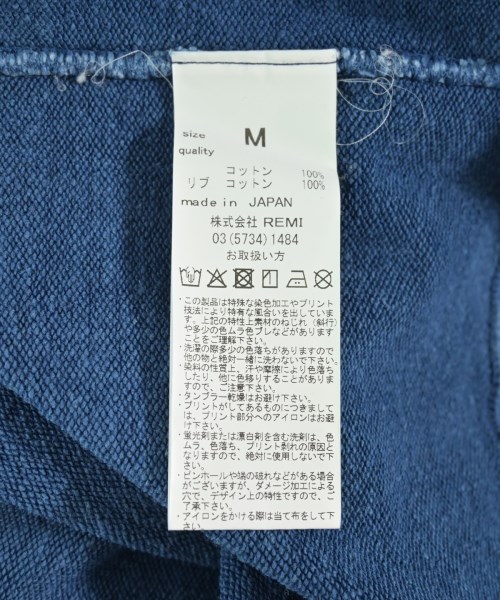 size M
quality
コットン 100%
リブ コットン 100%
made in JAPAN
株式会社 REMI
03(5734)1484
お取扱い方
・この製品は特殊な染色加工やプリント
技法により特有な風合いを出していま
す。上記の特性上素材のねじれ(斜行)
や多少の色ムラ色ブレなどがあります
ことをご理解下さい。
・洗濯の際多少の色落ちがありますので
他の物と絶対一緒に洗わないで下さい。
・染料の性質上、汗や摩擦により色落ち
したり、他に色移りすることがありま
すので、ご注意下さい。
・タンブラー乾燥はお避け下さい。
・プリントがしてあるものにつきまして
は、プリント部分へのアイロンはお避
け下さい。
・蛍光剤または漂白剤を含む洗剤は、色
ムラ、色落ち、プリント剥れの原因と
なりますので、絶対に使用しないで下
さい。
・ピンホールや端の破れなどがある場合
がございますが、ダメージ加工による
穴で、デザイン上の特性ですので、ご
了承下さい。
・アイロンをかける際は当て布をして下
さい。